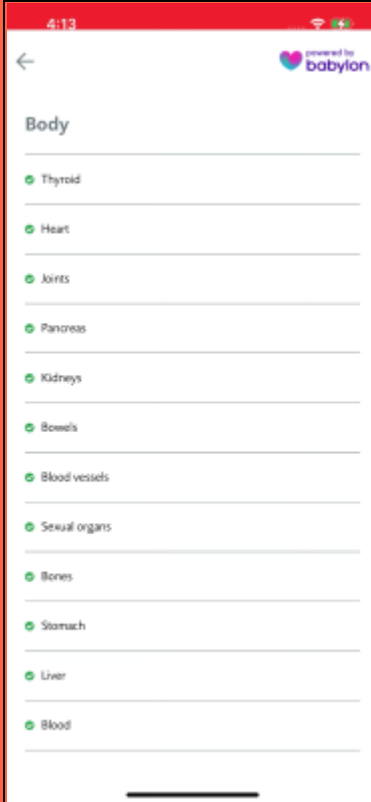 4:13
powered by
babylon
Body
Thyroid
Heart
Joints
Pancreas
Kidneys
Bowels
Blood vessels
Sexual organs
Bones
Stomach
Liver
Blood